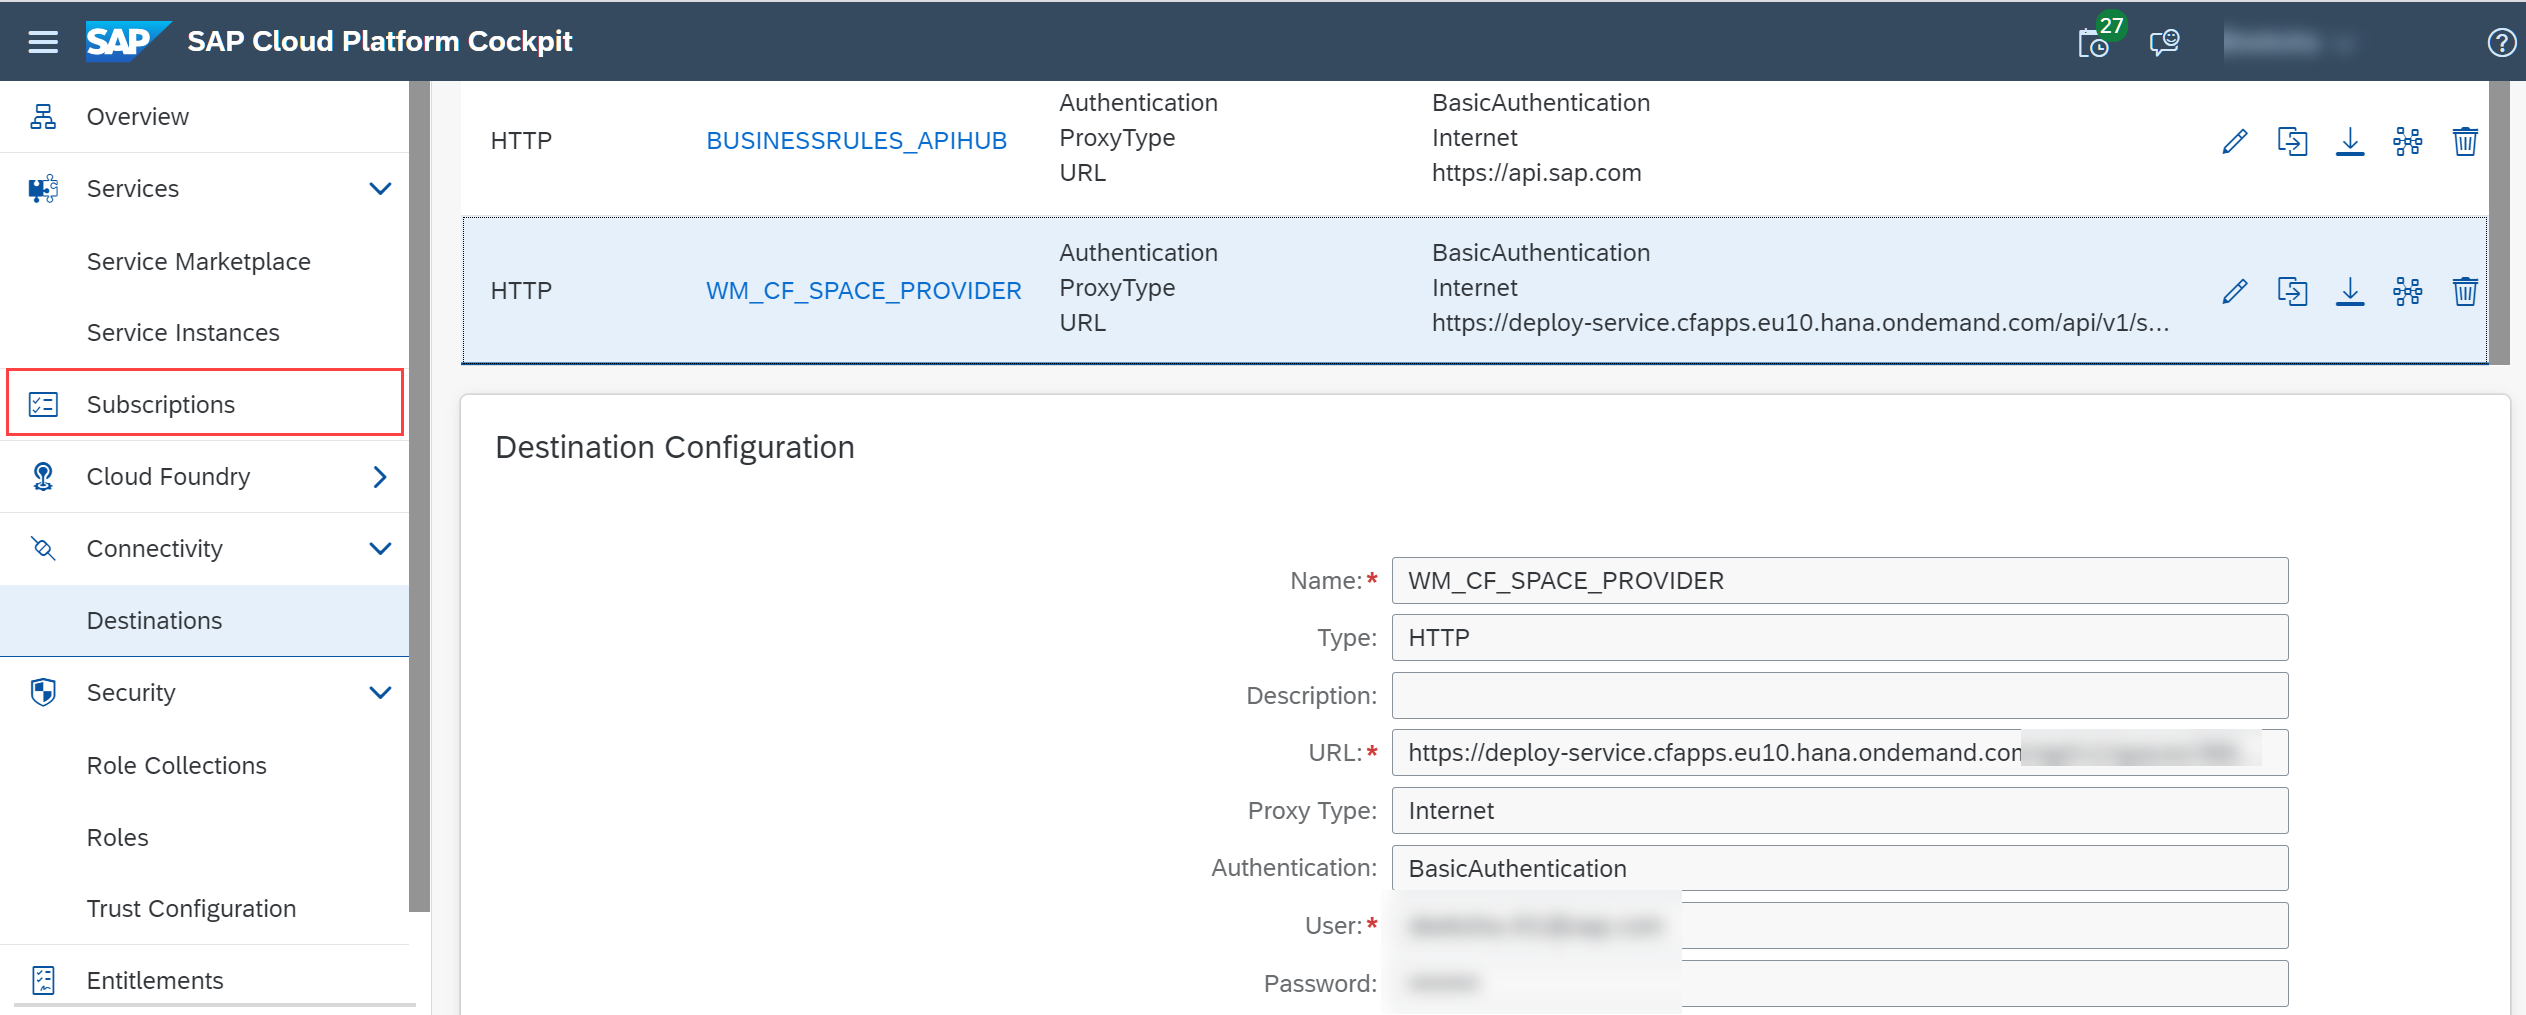 SAP SAP Cloud Platform Cockpit 27
Overview
Services
Service Marketplace
Service Instances
Subscriptions
Cloud Foundry
Connectivity
Destinations
Security
Role Collections
Roles
Trust Configuration
Entitlements
HTTP BUSINESSRULES_APIHUB
Authentication BasicAuthentication
ProxyType Internet
URL https://api.sap.com
HTTP WM_CF_SPACE_PROVIDER
Authentication BasicAuthentication
ProxyType Internet
URL https://deploy-service.cfapps.eu10.hana.ondemand.com/api/v1/s...
Destination Configuration
Name:* WM_CF_SPACE_PROVIDER
Type: HTTP
Description:
URL:* https://deploy-service.cfapps.eu10.hana.ondemand.com
Proxy Type: Internet
Authentication: BasicAuthentication
User:*
Password: